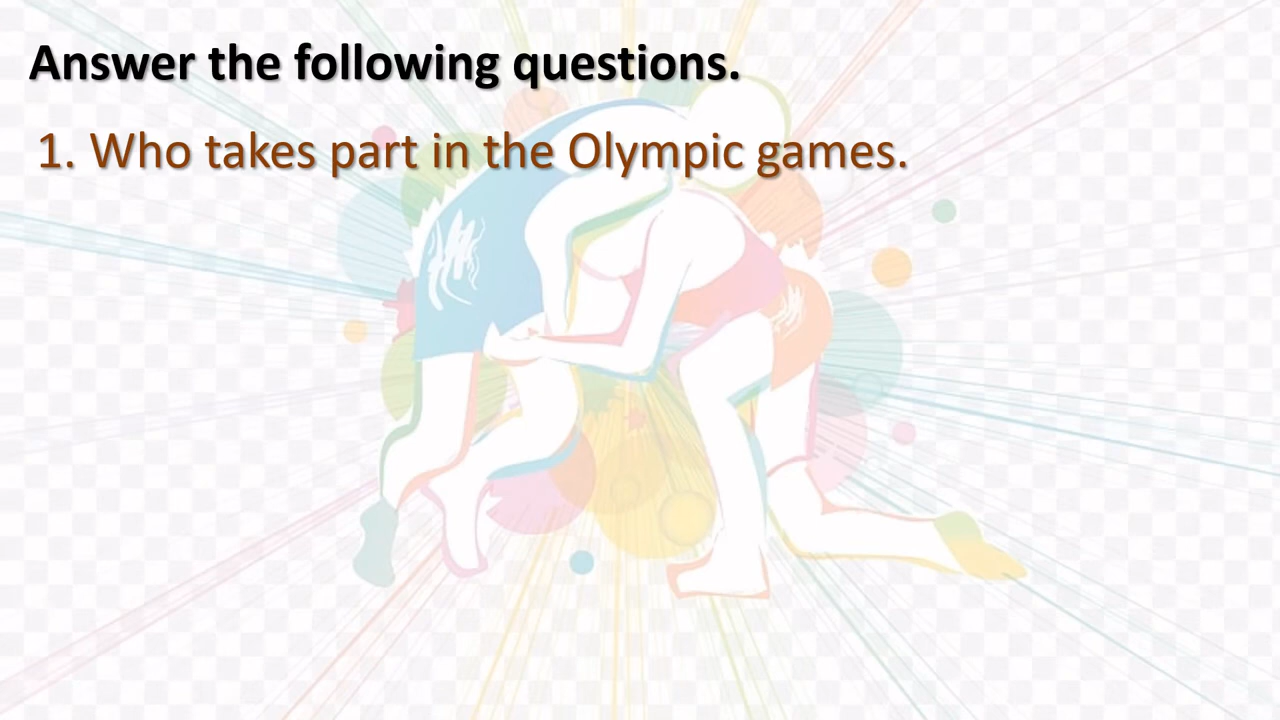 Answer the following questions.
1. Who takes part in the Olympic games.